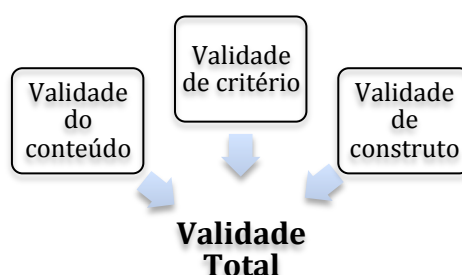 Validade
do
conteúdo
Validade
de critério
Validade
de
construto
Validade
Total